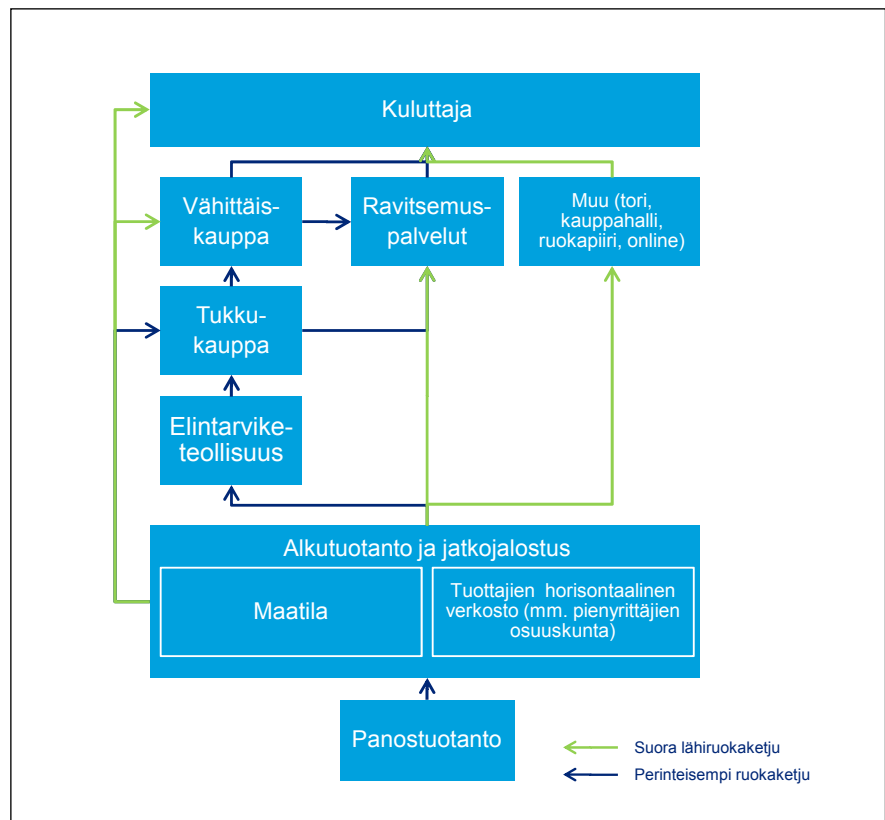 Kuluttaja
Vähittäis-
kauppa
Ravitsemus-
palvelut
Muu (tori,
kauppahalli,
ruokapiiri, online)
Tukku-
kauppa
Elintarvike-
teollisuus
Alkutuotanto ja jatkojalostus
Maatila
Tuottajien horisontaalinen
verkosto (mm. pienyrittäjien
osuuskunta)
Panostuotanto
Suora lähiruokaketju
Perinteisempi ruokaketju